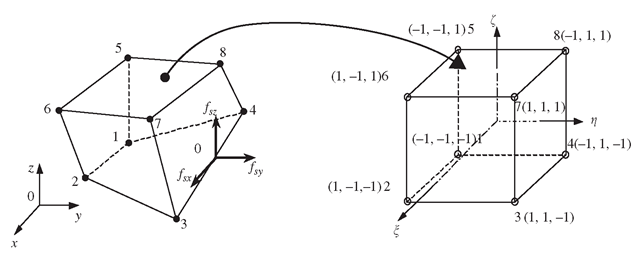 5
8
6
7
4
1
2
3
0
f_sz
f_sy
f_sx
z
0
y
x
ζ
(-1, -1, 1) 5
8(-1, 1, 1)
(1, -1, 1)6
7(1, 1, 1)
η
(-1, -1, -1)1
4(-1, 1, -1)
(1, -1,-1) 2
3 (1, 1, -1)
ξ